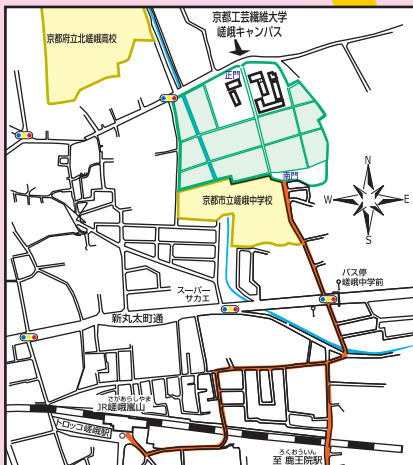 京都工芸繊維大学
嵯峨キャンパス
京都府立北嵯峨高校
正門
南門
京都市立嵯峨中学校
N
W
E
S
バス停
嵯峨中学前
スーパー
サカエ
新丸太町通
さがあらしやま
JR嵯峨嵐山
トロッコ嵯峨駅
ろくおういん
至 鹿王院駅